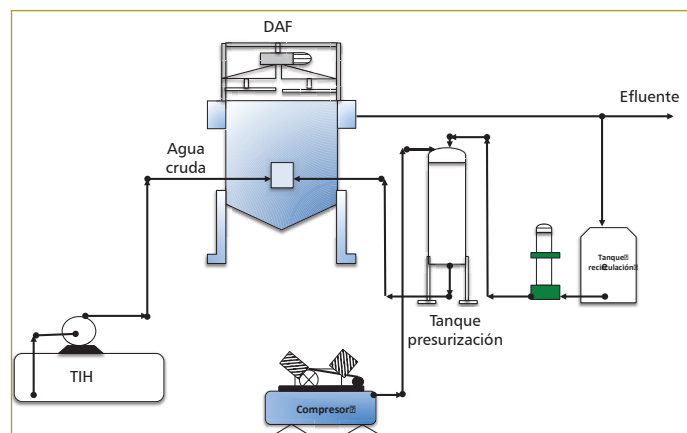 DAF
Efluente
Agua
cruda
Tanque
recirculación
Tanque
presurización
TIH
Compresor